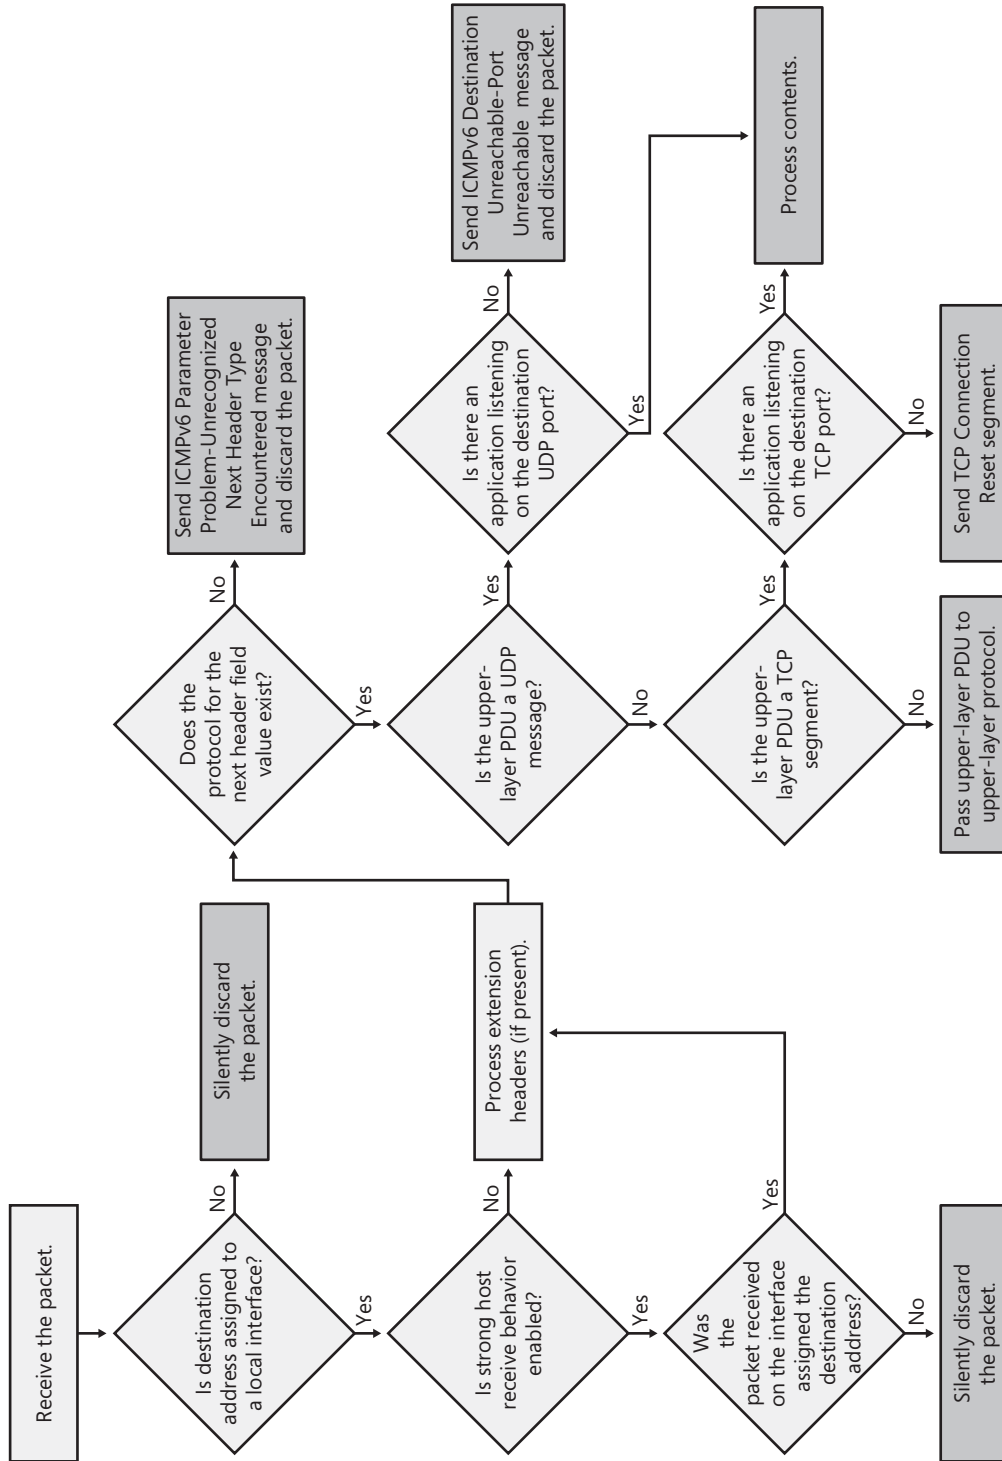 Receive the packet.
Is destination
address assigned to
a local interface?
No
Silently discard
the packet.
Yes
Is strong host
receive behavior
enabled?
No
Process extension
headers (if present).
Yes
Was
the
packet received
on the interface
assigned the
destination
address?
Yes
No
Silently discard
the packet.
Does the
protocol for the
next header field
value exist?
No
Send ICMPv6 Parameter
Problem-Unrecognized
Next Header Type
Encountered message
and discard the packet.
Yes
Is the upper-
layer PDU a UDP
message?
Yes
Is there an
application listening
on the destination
UDP port?
No
Send ICMPv6 Destination
Unreachable-Port
Unreachable message
and discard the packet.
Yes
No
Is the upper-
layer PDU a TCP
segment?
Yes
Is there an
application listening
on the destination
TCP port?
Yes
Process contents.
No
Pass upper-layer PDU to
upper-layer protocol.
No
Send TCP Connection
Reset segment.